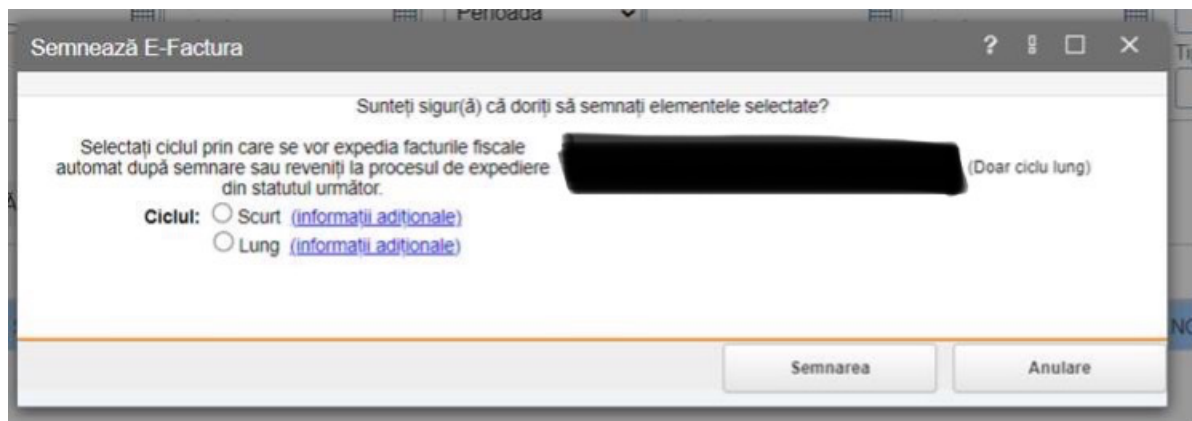 Perioada
Semnează E-Factura
?
Sunteți sigur(ă) că doriți să semnați elementele selectate?
Selectați ciclul prin care se vor expedia facturile fiscale
automat după semnare sau reveniți la procesul de expediere
din statutul următor.
(Doar ciclu lung)
Ciclul: Scurt (informații adiționale)
Lung (informații adiționale)
Semnarea
Anulare